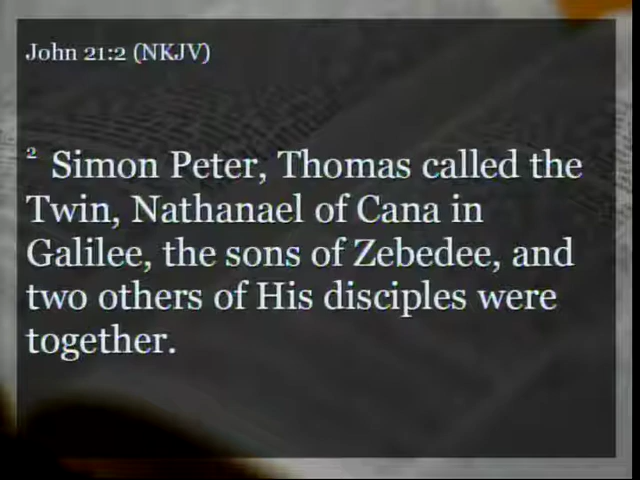 John 21:2 (NKJV)
2 Simon Peter, Thomas called the
Twin, Nathanael of Cana in
Galilee, the sons of Zebedee, and
two others of His disciples were
together.